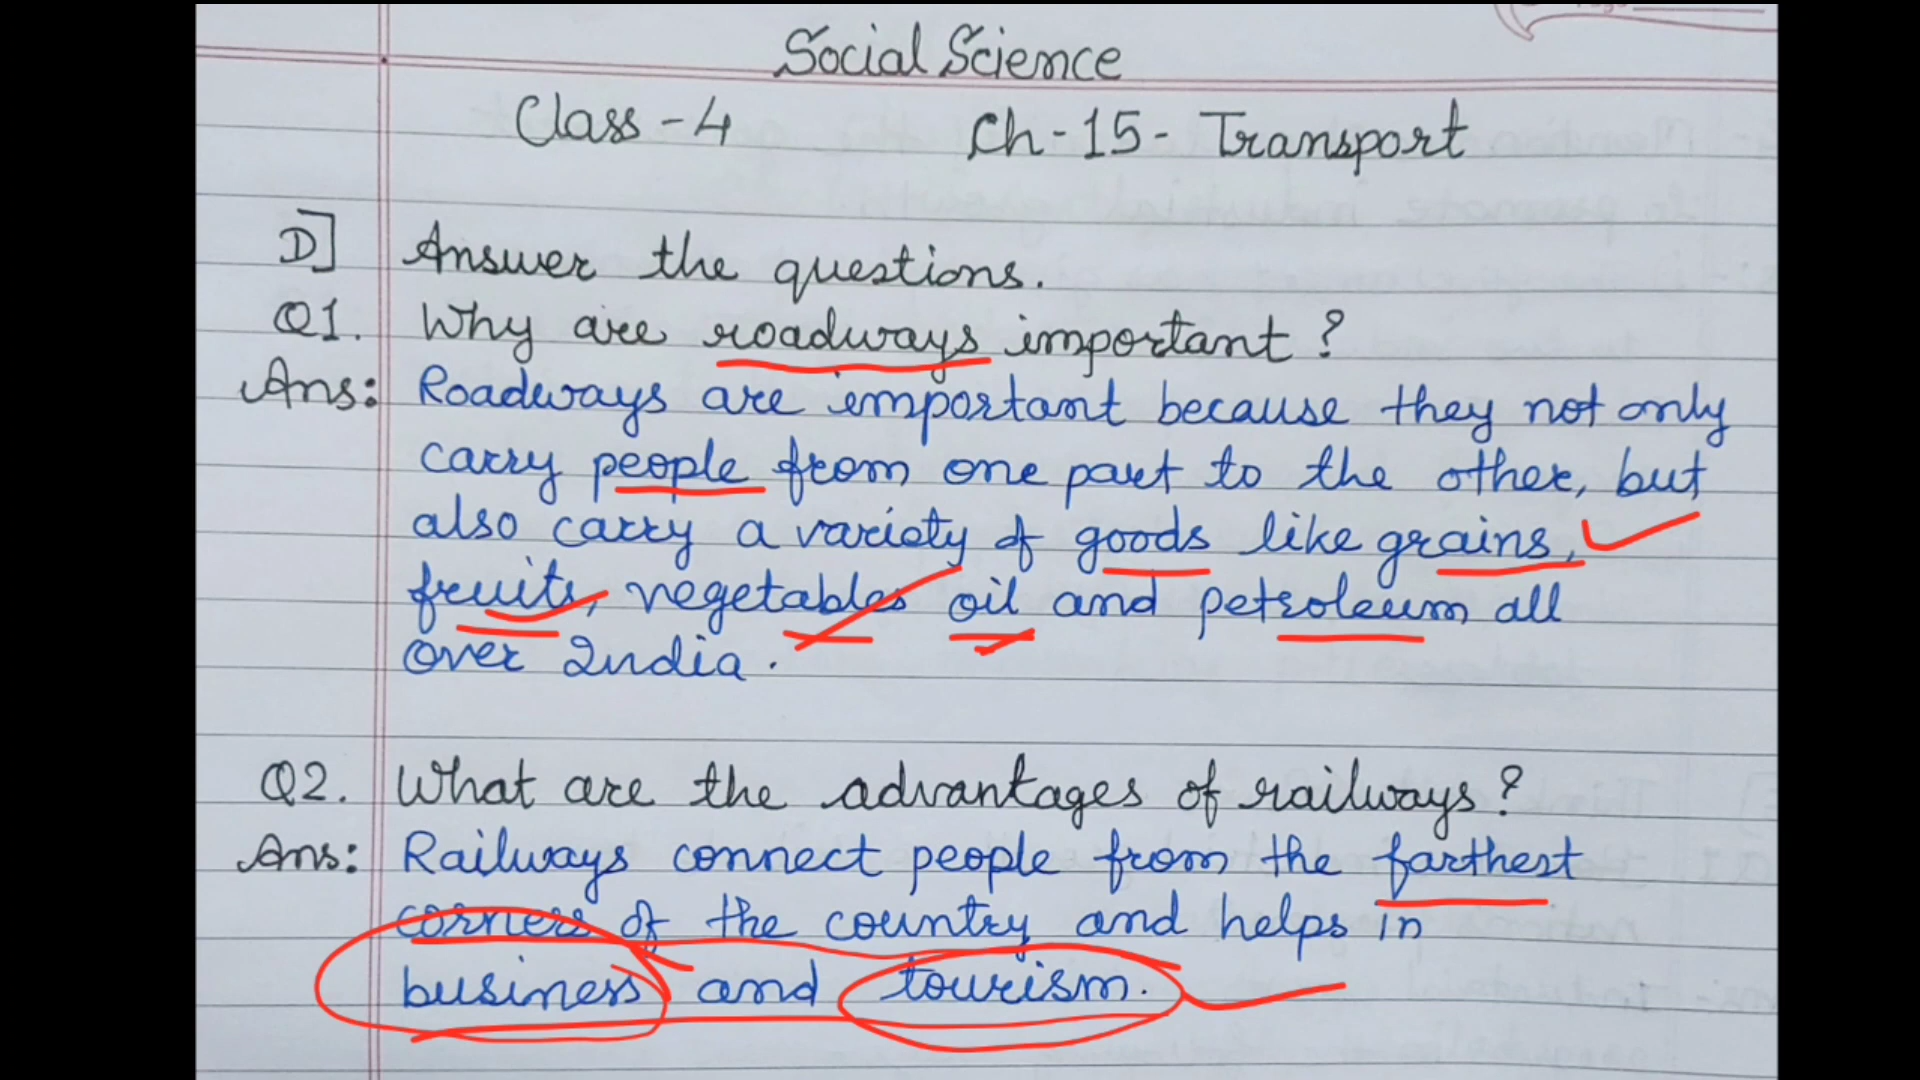 Social Science
Class - 4 Ch - 15 - Transport
D] Answer the questions.
Q1. Why are roadways important?
Ans: Roadways are important because they not only
carry people from one part to the other, but
also carry a variety of goods like grains,
fruits, vegetables oil and petroleum all
over India.
Q2. What are the advantages of railways?
Ans: Railways connect people from the farthest
corners of the country and helps in
business and tourism.